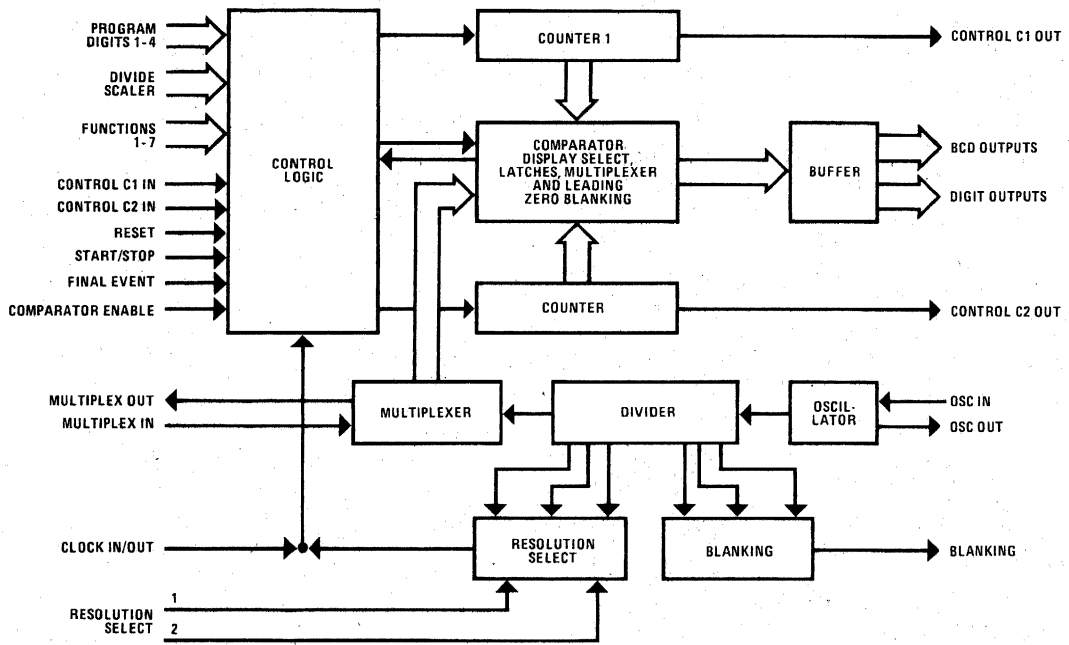 PROGRAM
DIGITS 1-4
DIVIDE
SCALER
FUNCTIONS
1-7
CONTROL C1 IN
CONTROL C2 IN
RESET
START/STOP
FINAL EVENT
COMPARATOR ENABLE
CONTROL
LOGIC
COUNTER 1
CONTROL C1 OUT
COMPARATOR
DISPLAY SELECT,
LATCHES, MULTIPLEXER
AND LEADING
ZERO BLANKING
BUFFER
BCD OUTPUTS
DIGIT OUTPUTS
COUNTER
CONTROL C2 OUT
MULTIPLEX OUT
MULTIPLEX IN
MULTIPLEXER
DIVIDER
OSCIL-
LATOR
OSC IN
OSC OUT
CLOCK IN/OUT
RESOLUTION
SELECT
BLANKING
BLANKING
RESOLUTION
SELECT
1
2